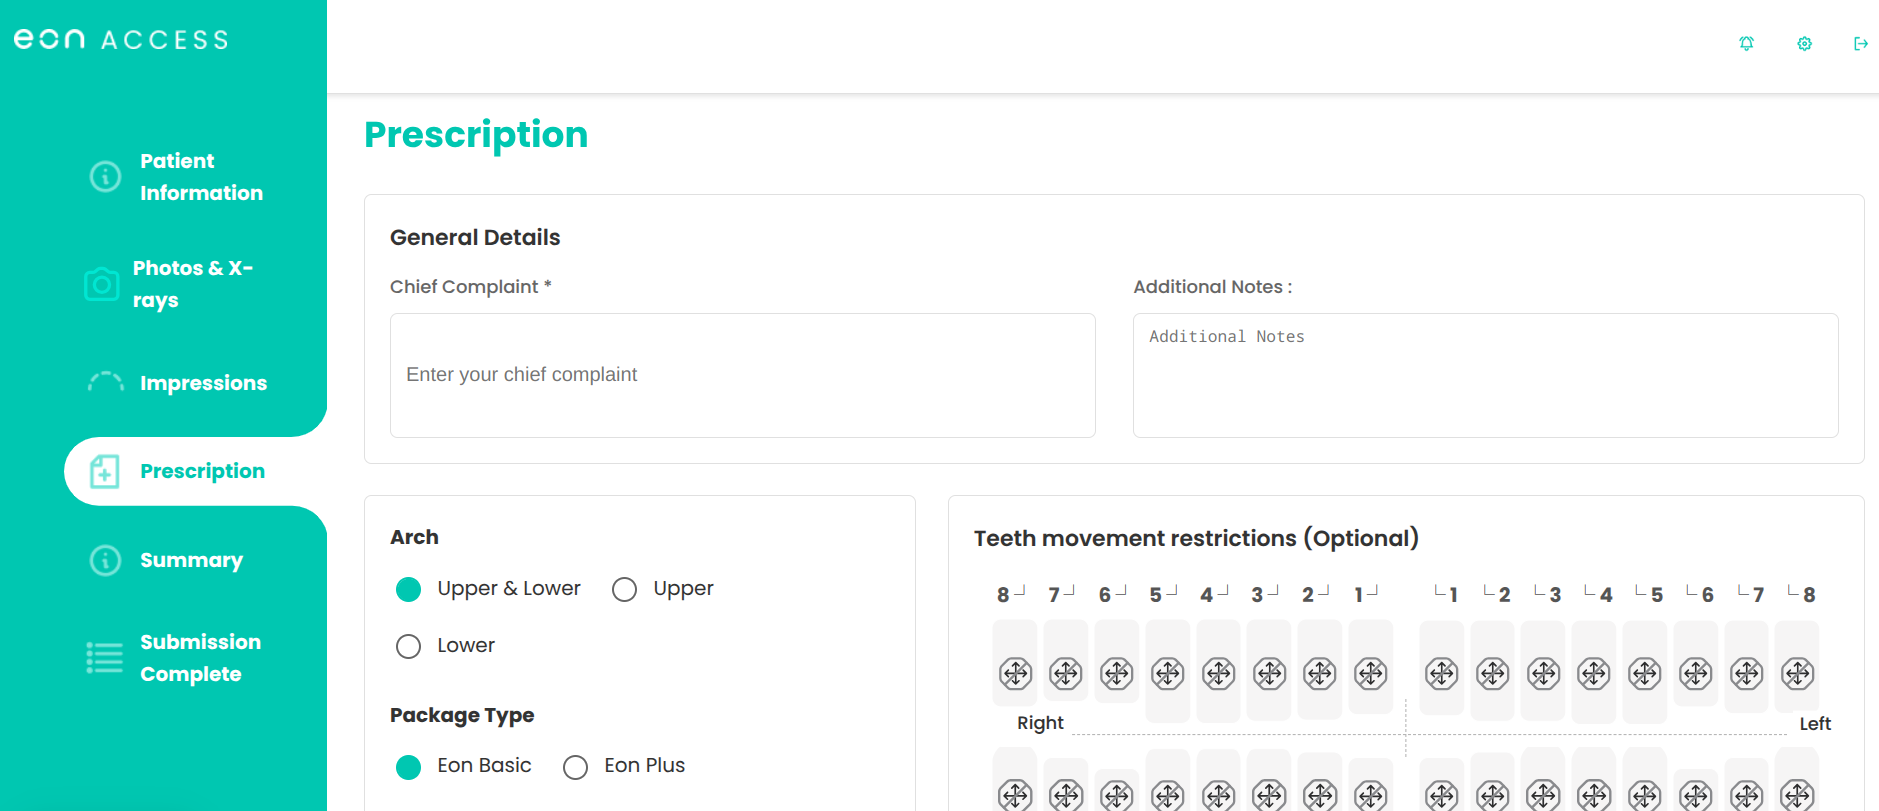 eon ACCESS
Patient
Information
Photos & X-
rays
Impressions
Prescription
Summary
Submission
Complete
Prescription
General Details
Chief Complaint *
Enter your chief complaint
Additional Notes :
Additional Notes
Arch
Upper & Lower
Upper
Lower
Package Type
Eon Basic
Eon Plus
Teeth movement restrictions (Optional)
8 7 6 5 4 3 2 1 1 2 3 4 5 6 7 8
Right
Left